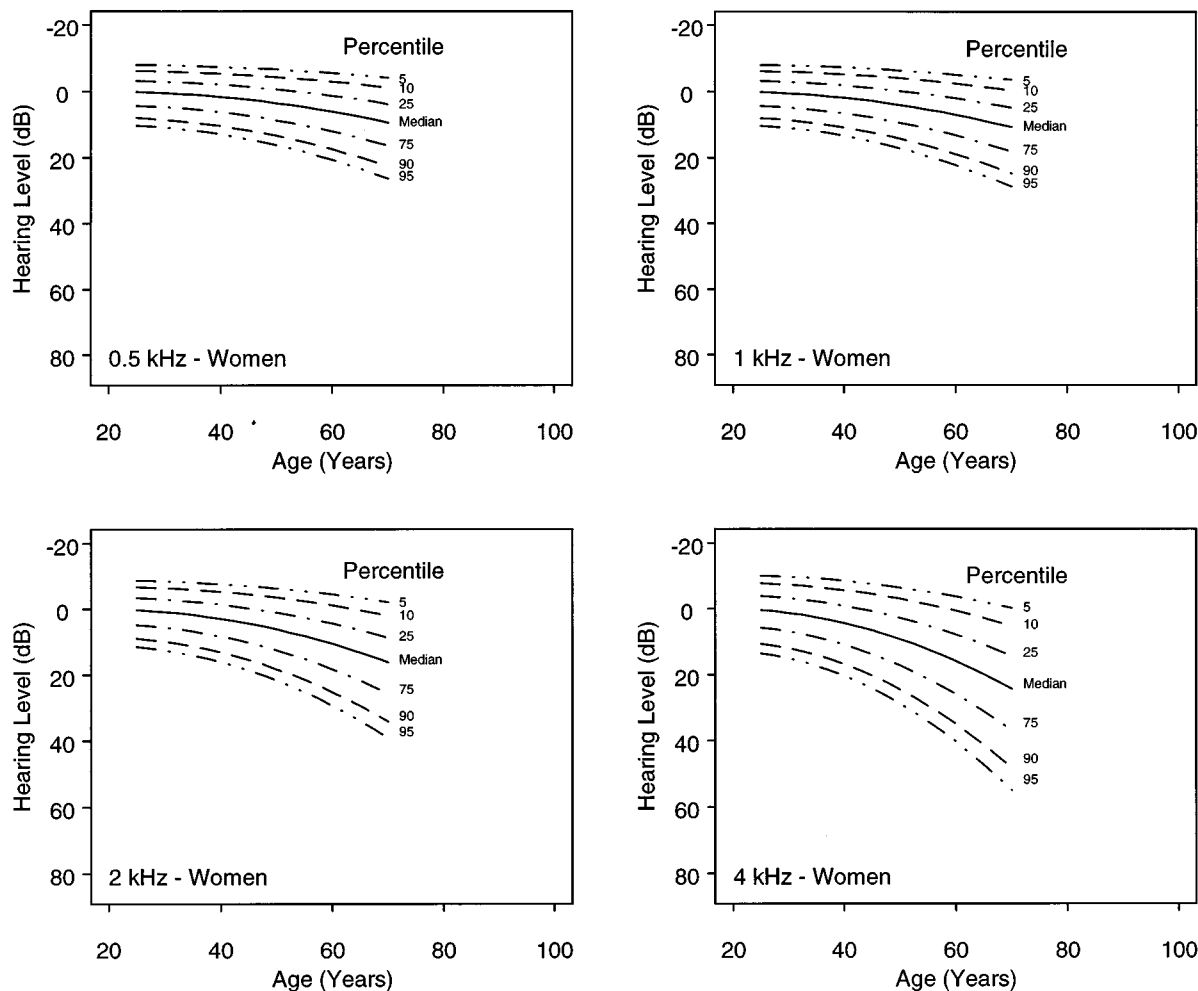 Hearing Level (dB)
-20
0
20
40
60
80
Percentile
5
10
25
Median
75
90
95
0.5 kHz - Women
20 40 60 80 100
Age (Years)
Hearing Level (dB)
-20
0
20
40
60
80
Percentile
5
10
25
Median
75
90
95
1 kHz - Women
20 40 60 80 100
Age (Years)
Hearing Level (dB)
-20
0
20
40
60
80
Percentile
5
10
25
Median
75
90
95
2 kHz - Women
20 40 60 80 100
Age (Years)
Hearing Level (dB)
-20
0
20
40
60
80
Percentile
5
10
25
Median
75
90
95
4 kHz - Women
20 40 60 80 100
Age (Years)